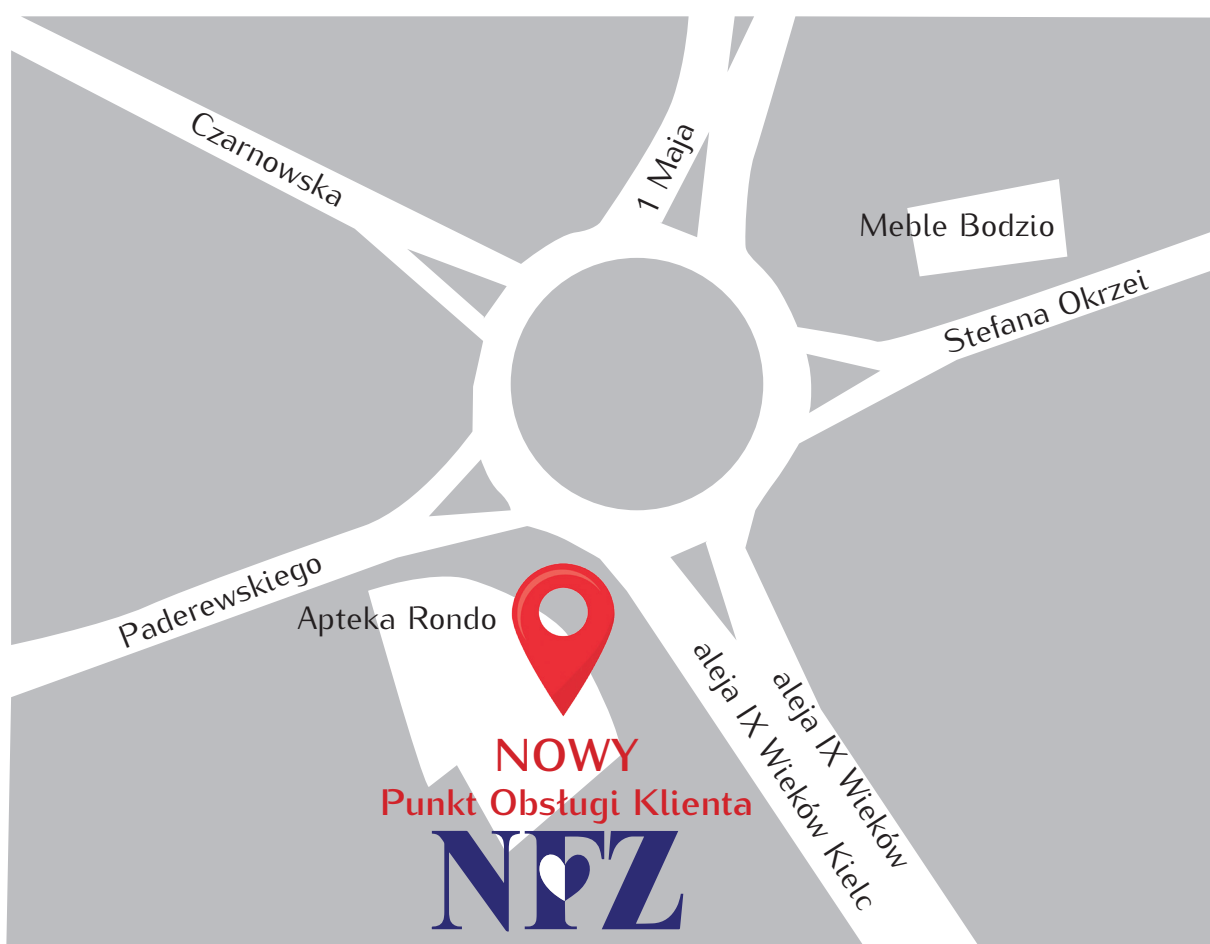 Czarnowska
1 Maja
Meble Bodzio
Stefana Okrzei
Paderewskiego
Apteka Rondo
aleja IX Wieków Kielc
aleja IX Wieków
NOWY
Punkt Obsługi Klienta
NFZ